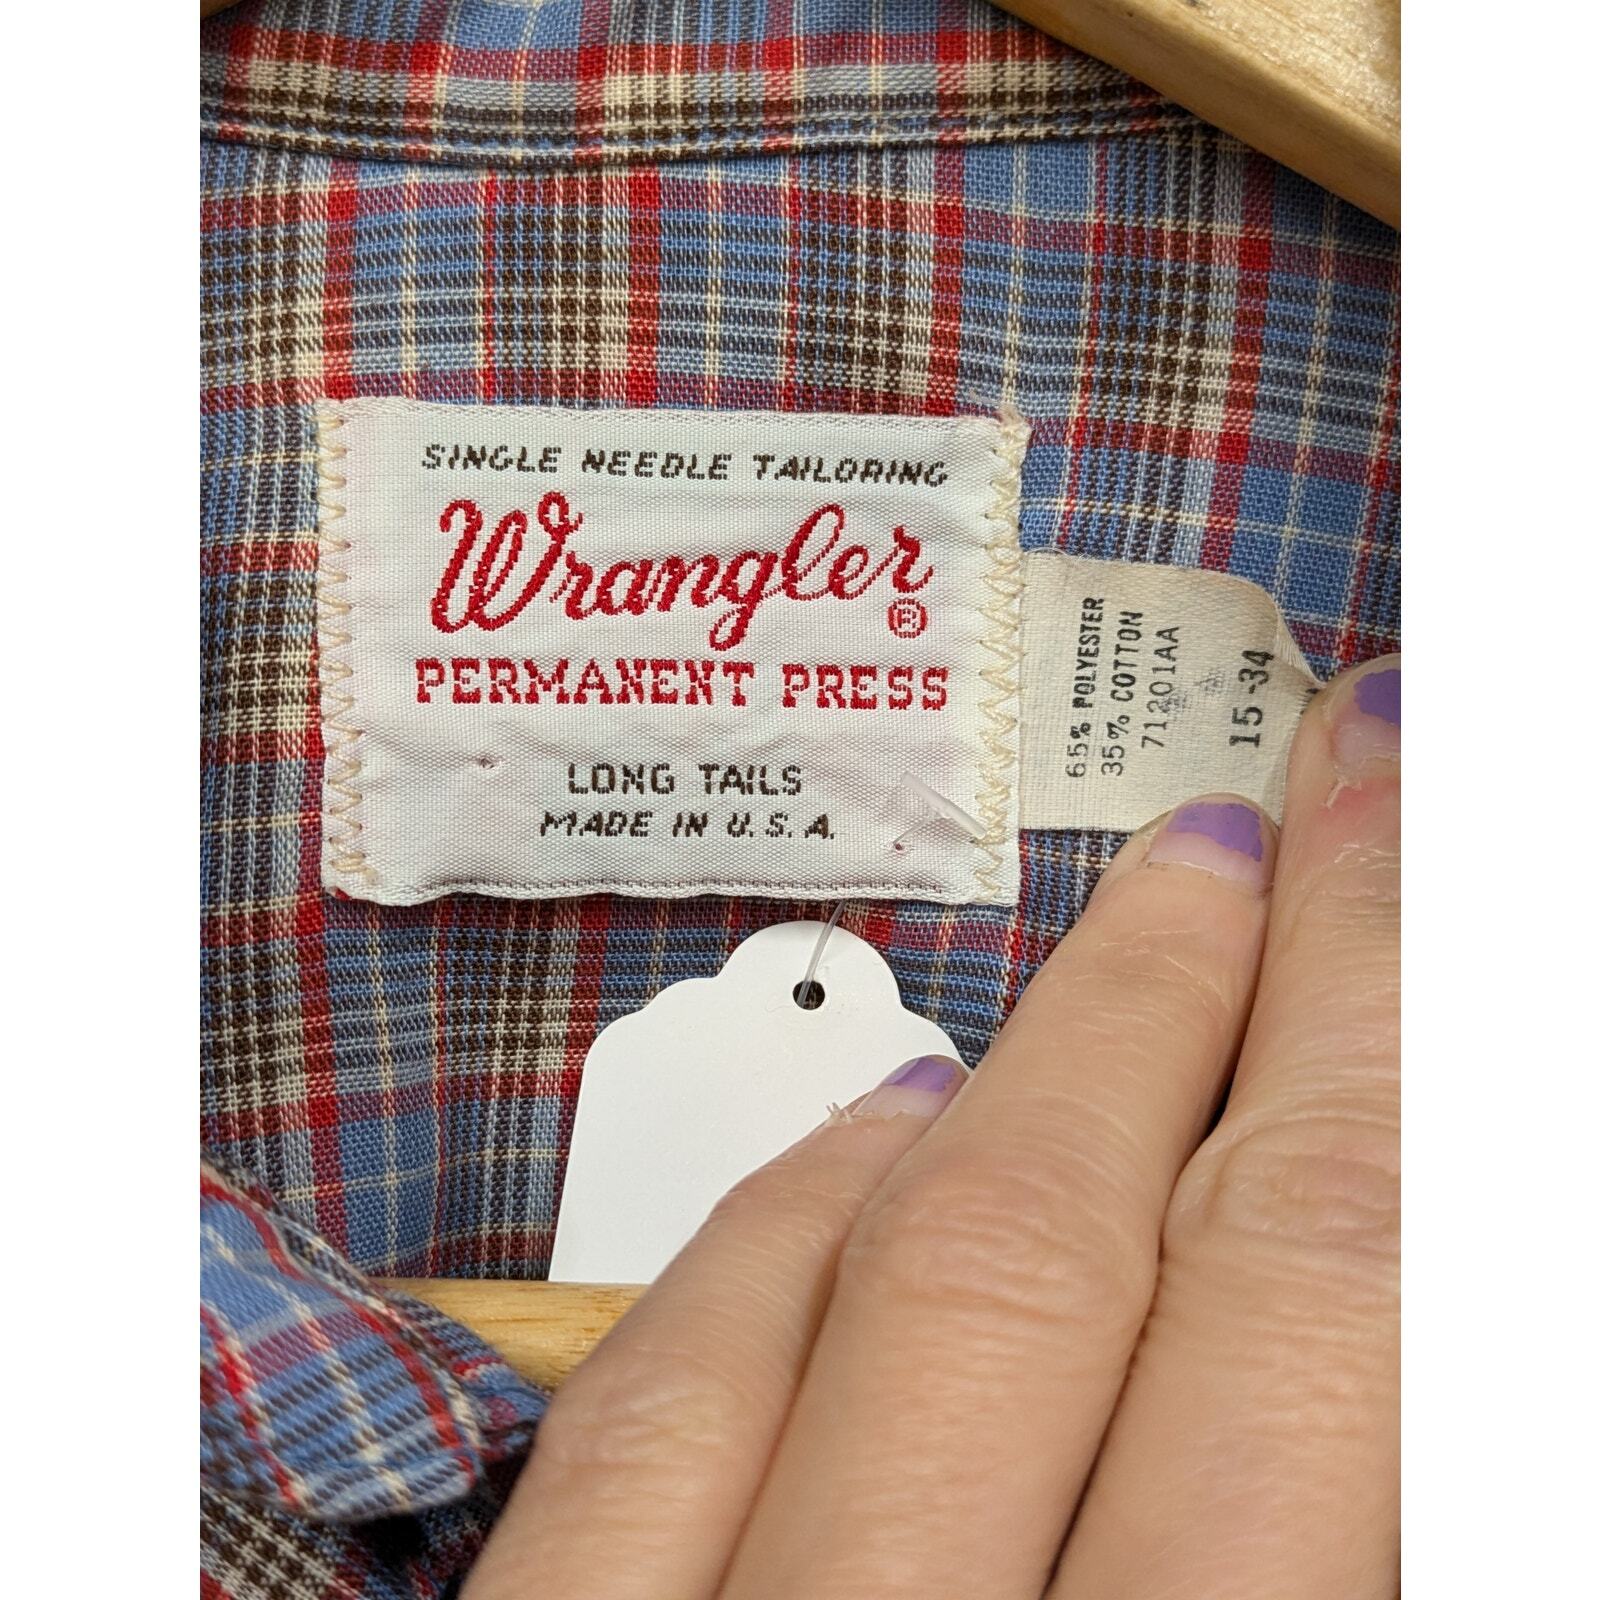 SINGLE NEEDLE TAILORING
Wrangler®
PERMANENT PRESS
LONG TAILS
MADE IN U.S.A.
65% POLYESTER
35% COTTON
71201AA
15-34